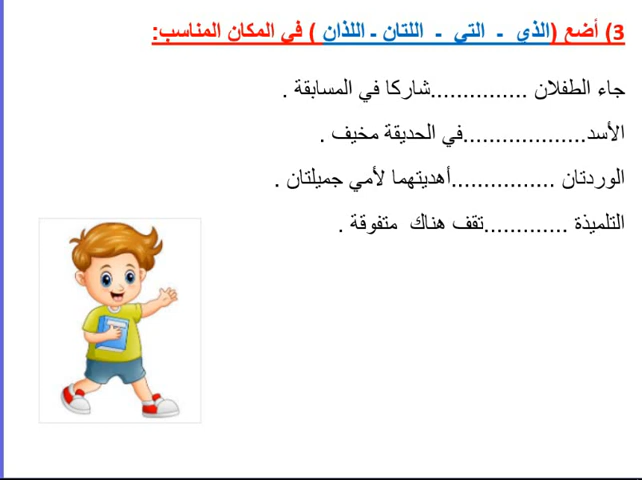 3) أضع (الذي - التي - اللتان - اللذان ) في المكان المناسب:
جاء الطفلان ...............شاركا في المسابقة .
الأسد...................في الحديقة مخيف .
الوردتان ................أهديتهما لأمي جميلتان .
التلميذة .............تقف هناك متفوقة .